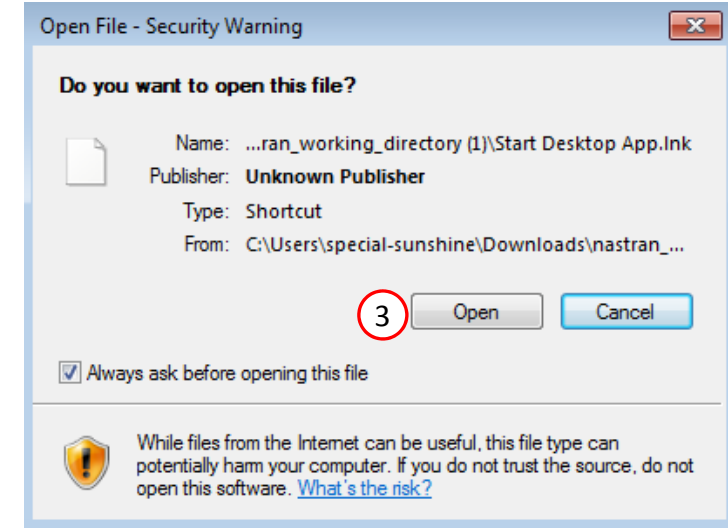 Open File - Security Warning
Do you want to open this file?
Name: ...ran_working_directory (1)\Start Desktop App.lnk
Publisher: Unknown Publisher
Type: Shortcut
From: C:\Users\special-sunshine\Downloads\nastran_...
3 Open Cancel
Always ask before opening this file
While files from the Internet can be useful, this file type can
potentially harm your computer. If you do not trust the source, do not
open this software. What's the risk?